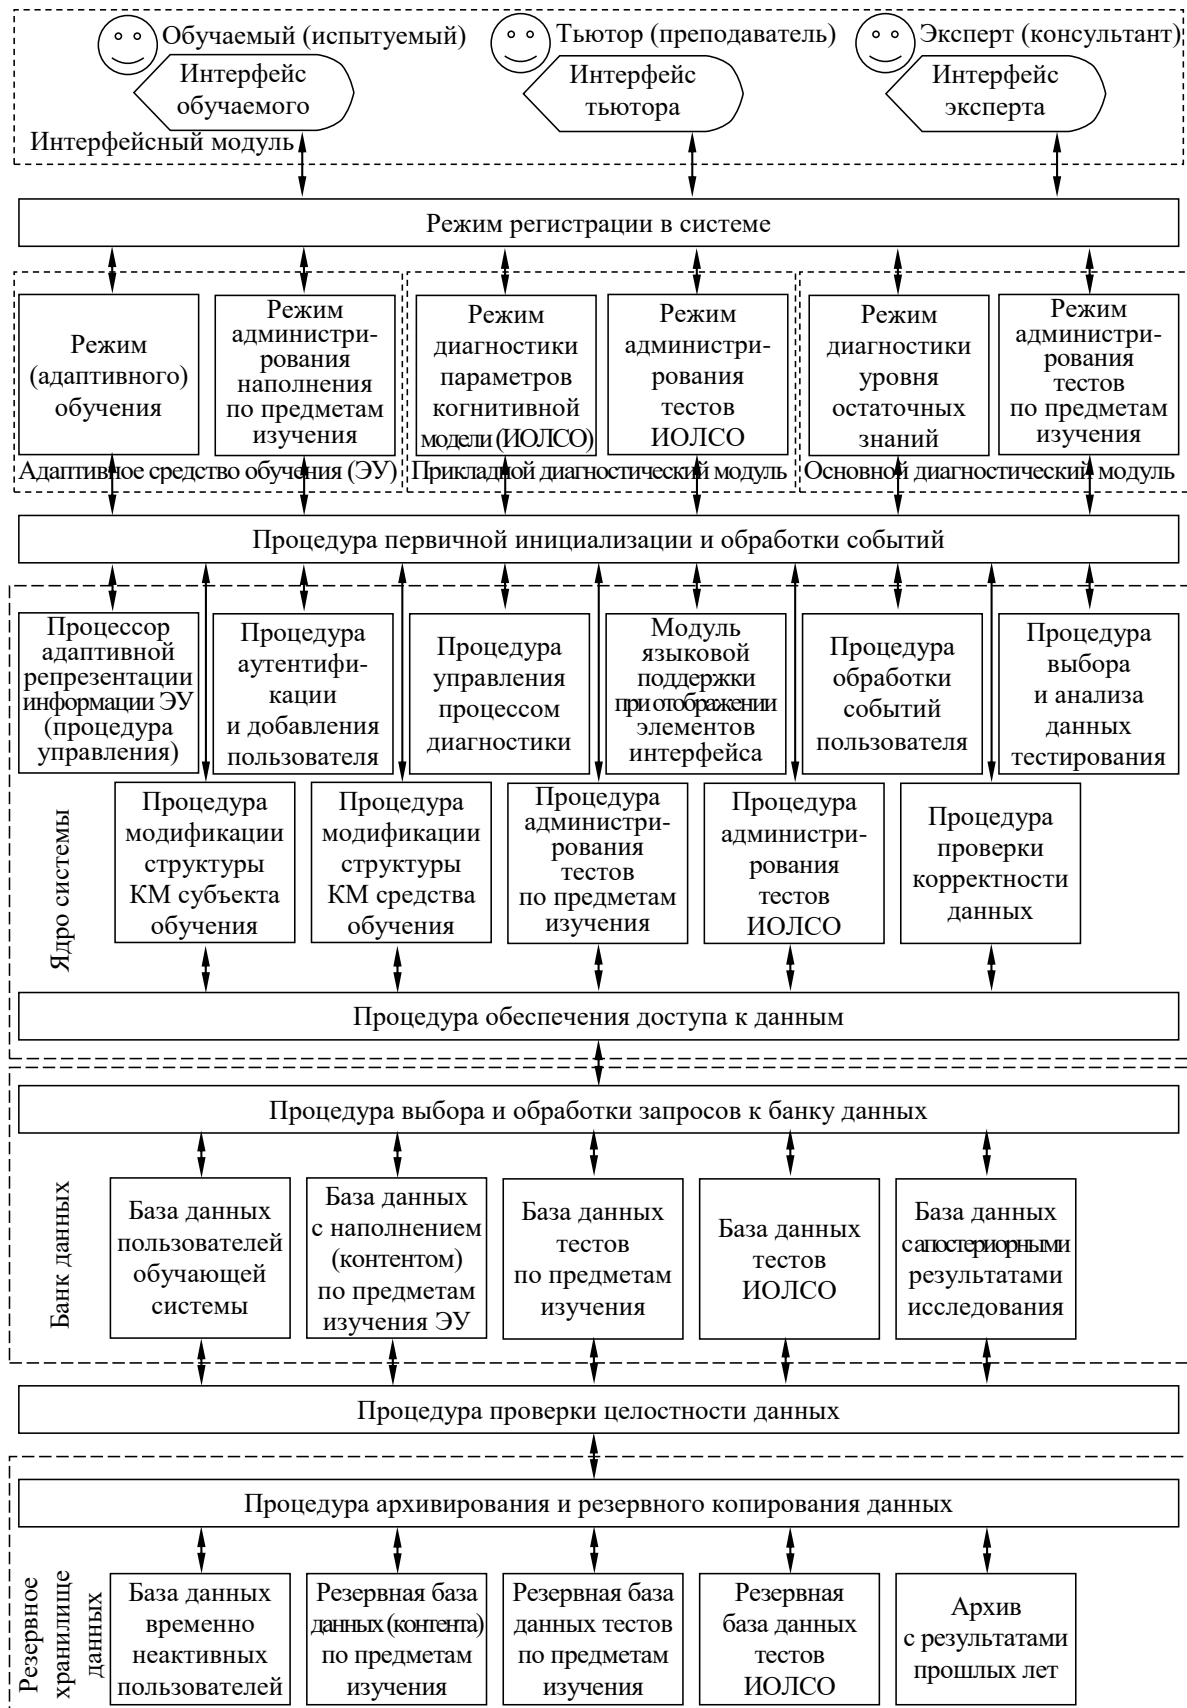 Обучаемый (испытуемый)
Тьютор (преподаватель)
Эксперт (консультант)
Интерфейс
обучаемого
Интерфейс
тьютора
Интерфейс
эксперта
Интерфейсный модуль
Режим регистрации в системе
Режим
(адаптивного)
обучения
Режим
администри-
рования
наполнения
по предметам
изучения
Режим
диагностики
параметров
когнитивной
модели (ИОЛСО)
Режим
администри-
рования
тестов
ИОЛСО
Режим
диагностики
уровня
остаточных
знаний
Режим
администри-
рования
тестов
по предметам
изучения
Адаптивное средство обучения (ЭУ)
Прикладной диагностический модуль
Основной диагностический модуль
Процедура первичной инициализации и обработки событий
Процессор
адаптивной
репрезентации
информации ЭУ
(процедура
управления)
Процедура
аутентифи-
кации
и добавления
пользователя
Процедура
управления
процессом
диагностики
Модуль
языковой
поддержки
при отображении
элементов
интерфейса
Процедура
обработки
событий
пользователя
Процедура
выбора
и анализа
данных
тестирования
Ядро системы
Процедура
модификации
структуры
КМ субъекта
обучения
Процедура
модификации
структуры
КМ средства
обучения
Процедура
администри-
рования
тестов
по предметам
изучения
Процедура
администри-
рования
тестов
ИОЛСО
Процедура
проверки
корректности
данных
Процедура обеспечения доступа к данным
Процедура выбора и обработки запросов к банку данных
Банк данных
База данных
пользователей
обучающей
системы
База данных
с наполнением
(контентом)
по предметам
изучения ЭУ
База данных
тестов
по предметам
изучения
База данных
тестов
ИОЛСО
База данных
с апостериорными
результатами
исследования
Процедура проверки целостности данных
Процедура архивирования и резервного копирования данных
Резервное
хранилище
данных
База данных
временно
неактивных
пользователей
Резервная база
данных (контента)
по предметам
изучения
Резервная база
данных тестов
по предметам
изучения
Резервная
база данных
тестов
ИОЛСО
Архив
с результатами
прошлых лет